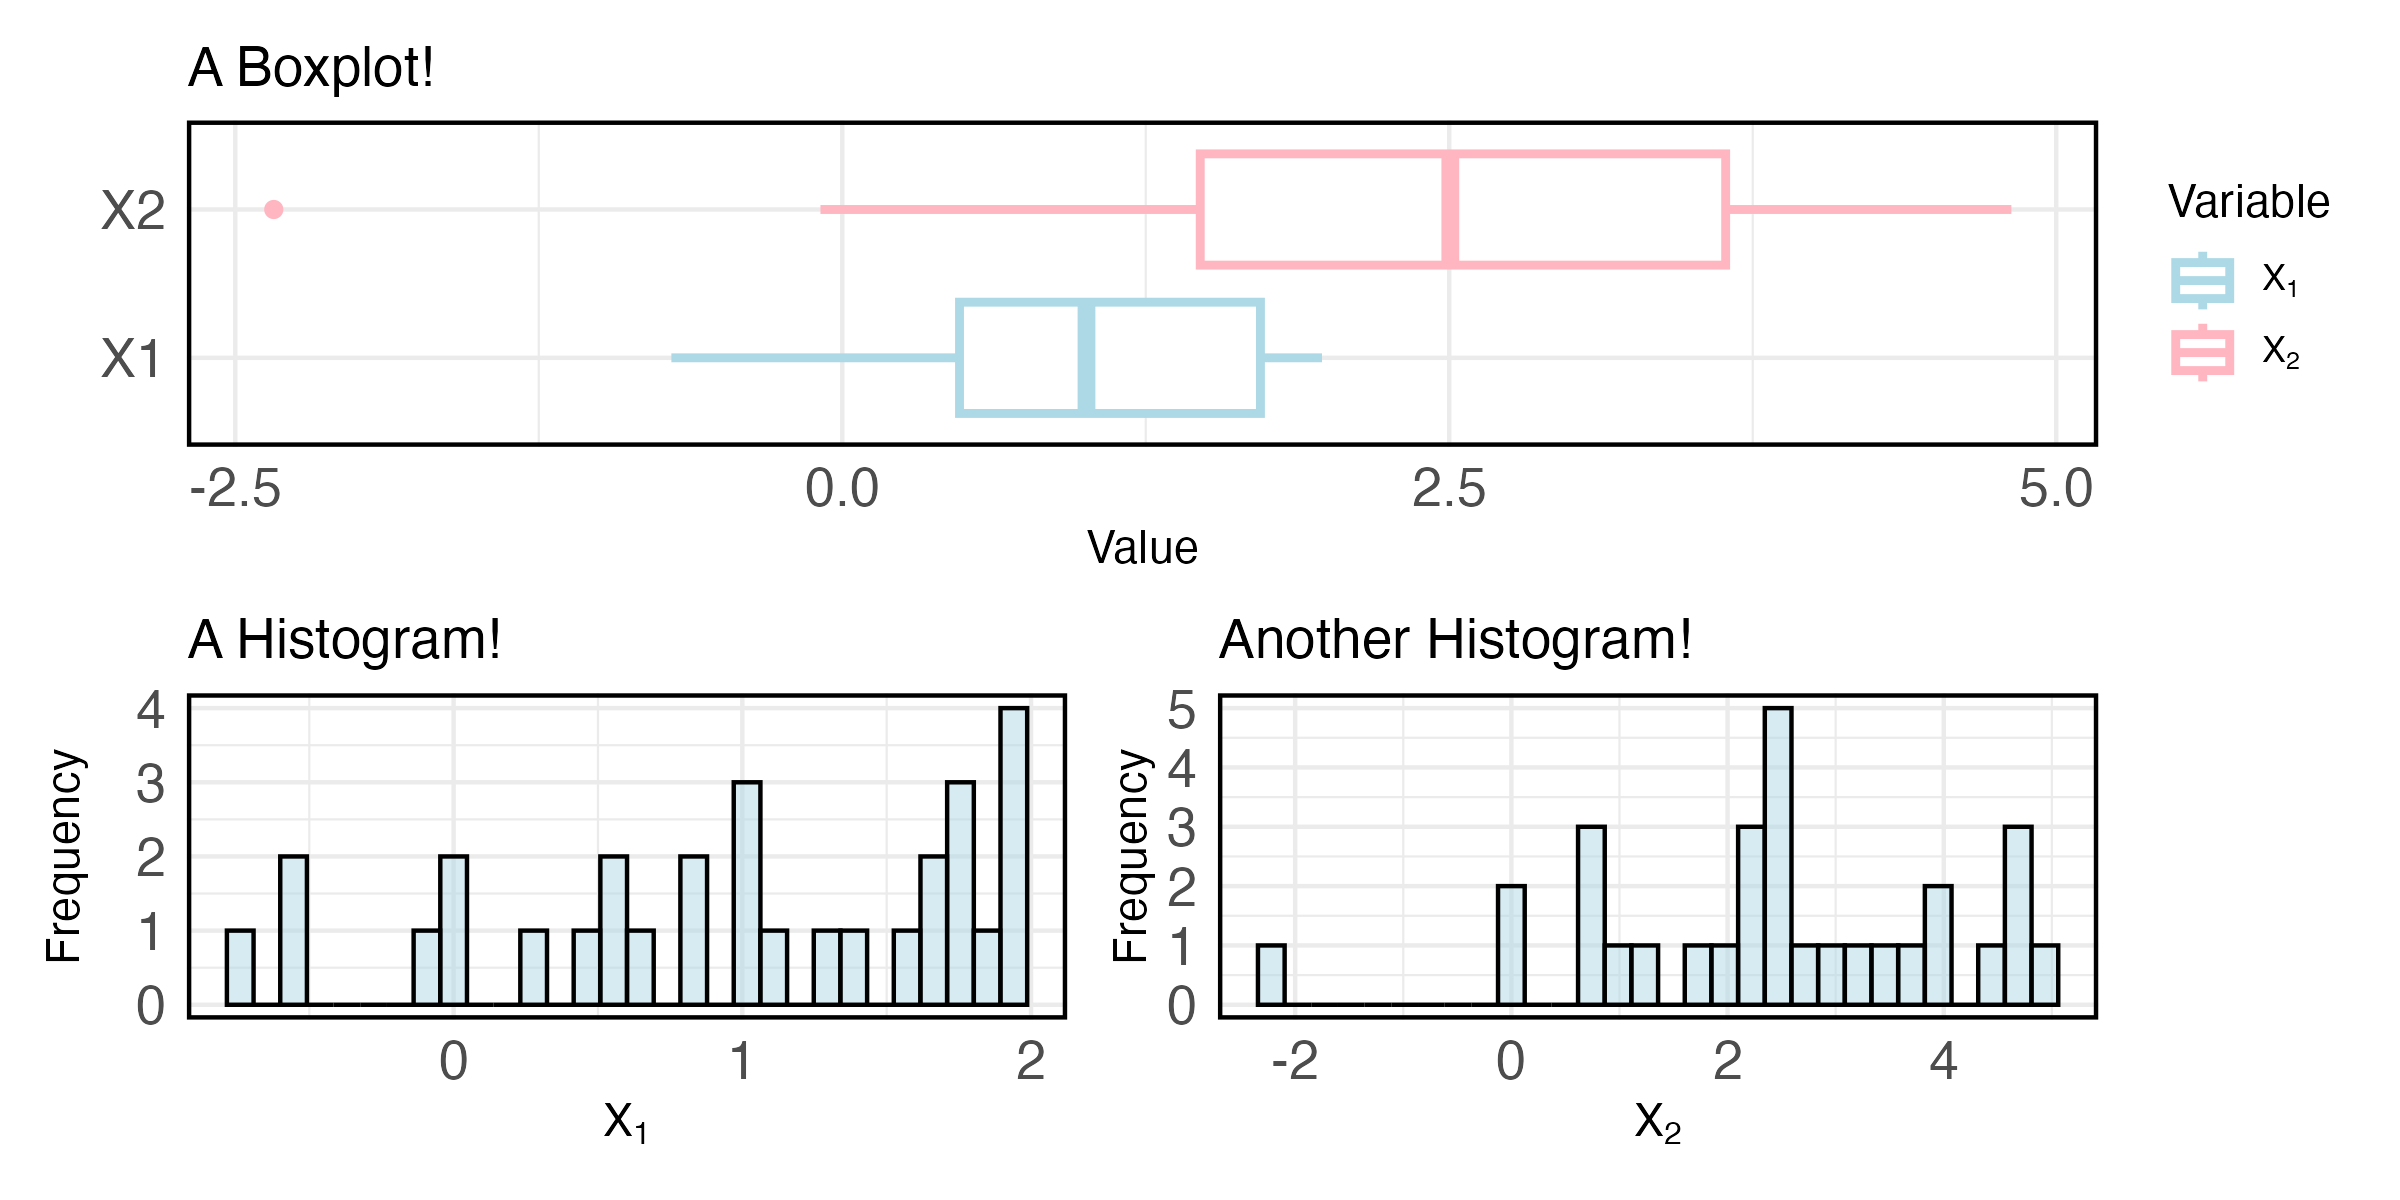 A Boxplot!
X2
X1
-2.5 0.0 2.5 5.0
Value
Variable
X₁
X₂
A Histogram!
Frequency
4
3
2
1
0
0 1 2
X₁
Another Histogram!
Frequency
5
4
3
2
1
0
-2 0 2 4
X₂